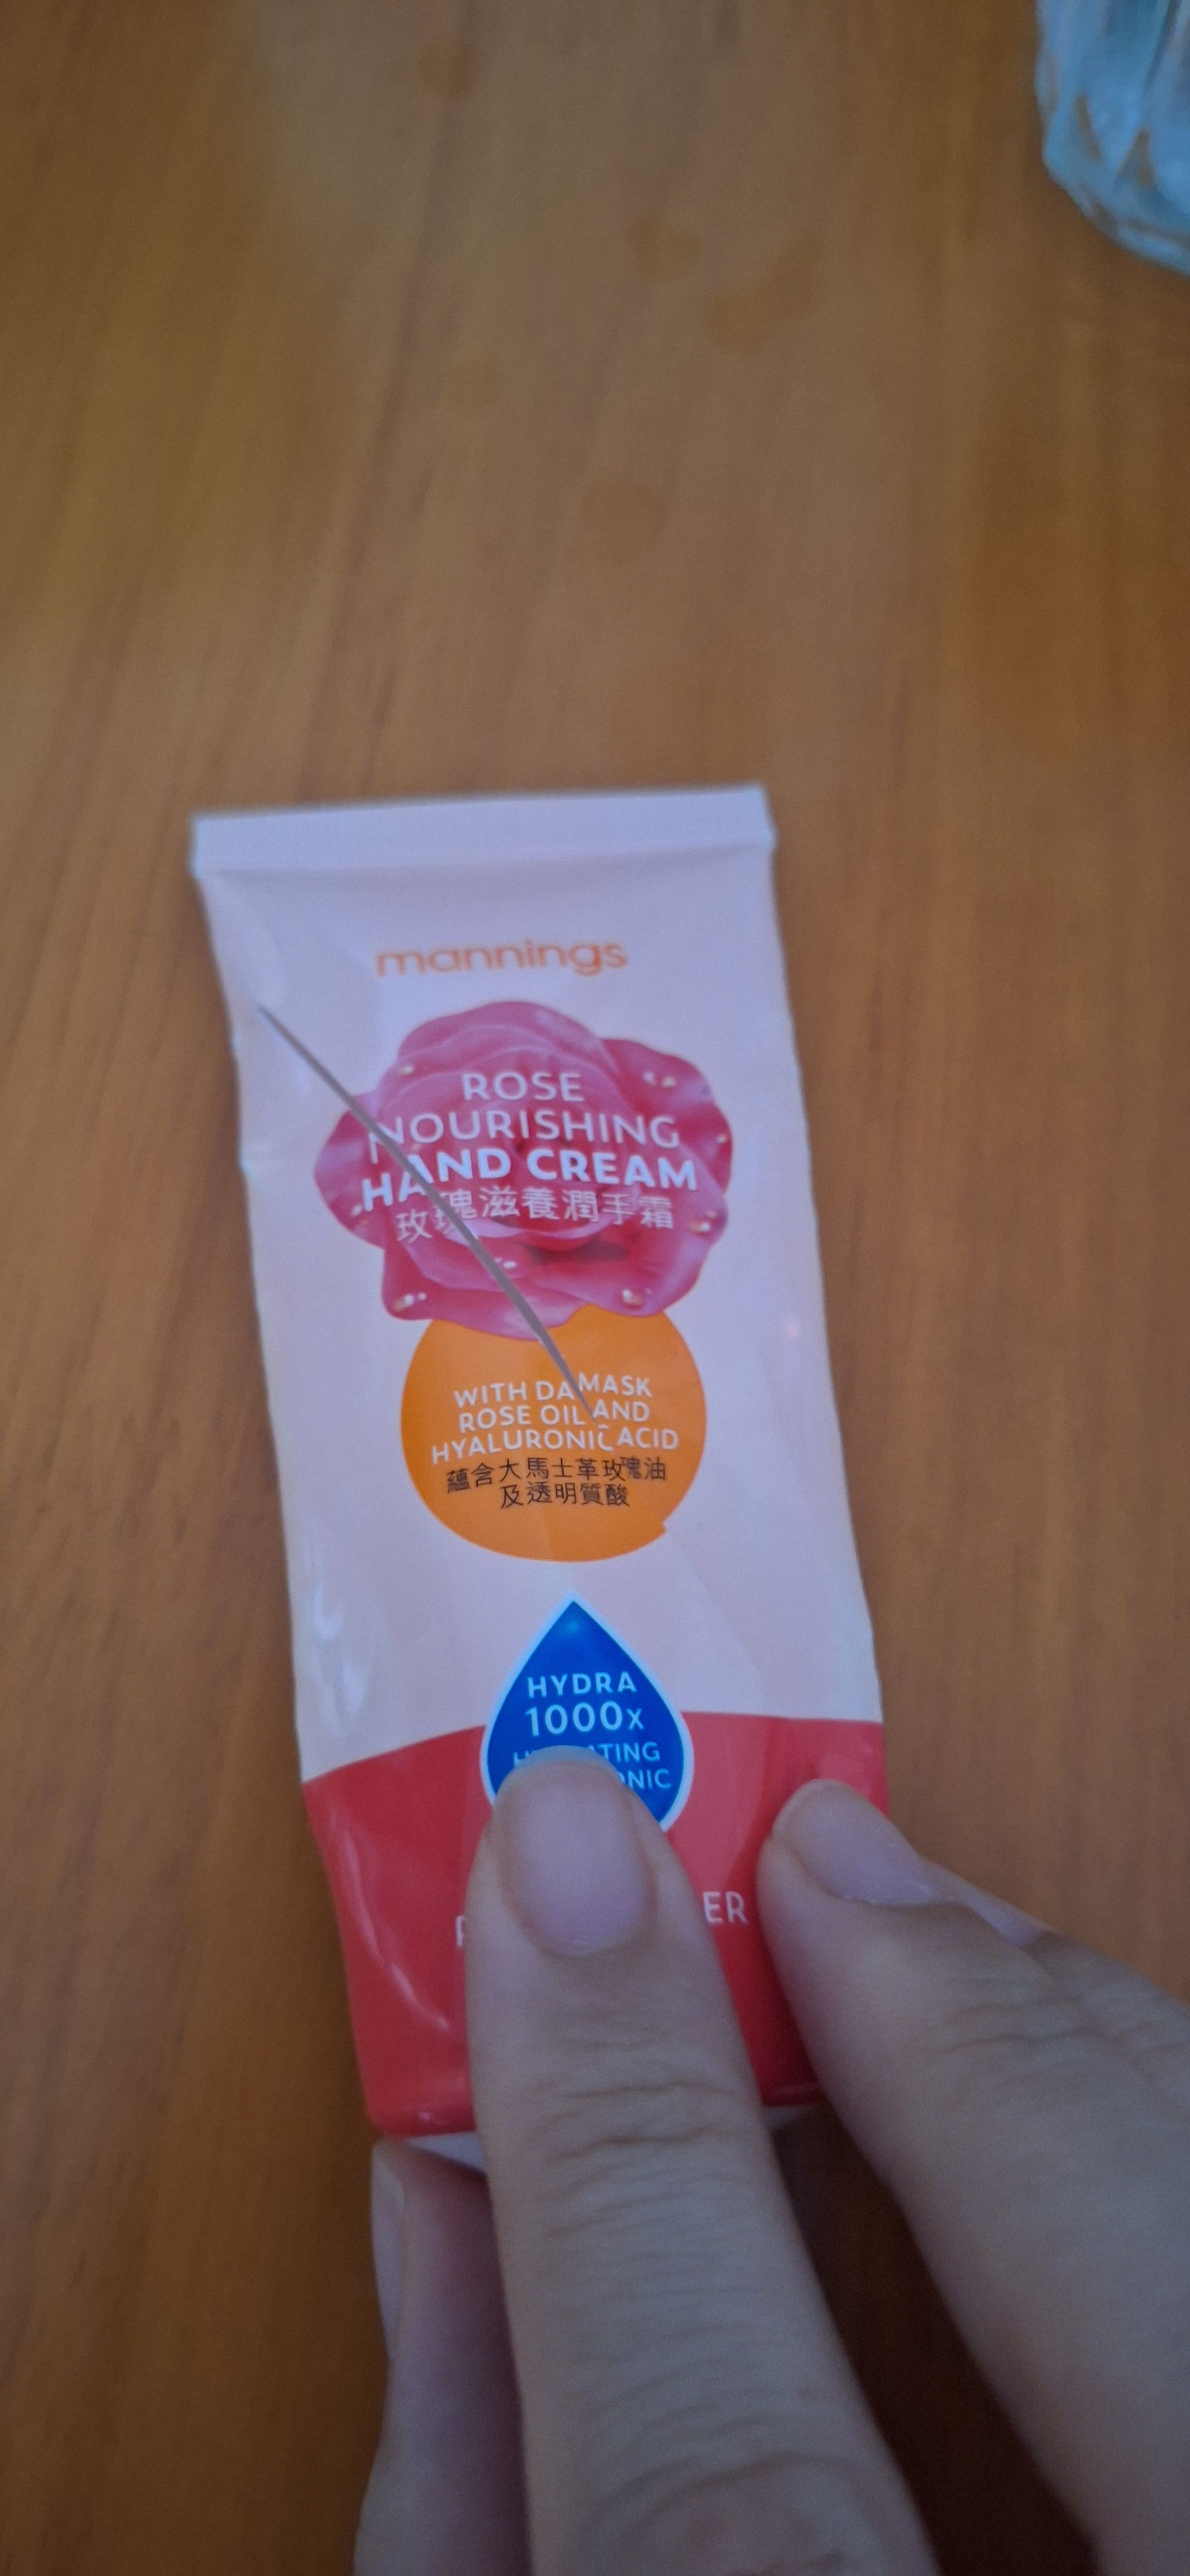 mannings
ROSE
NOURISHING
HAND CREAM
玫瑰滋養潤手霜
WITH DAMASK
ROSE OIL AND
HYALURONIC ACID
蘊含大馬士革玫瑰油
及透明質酸
HYDRA
1000x